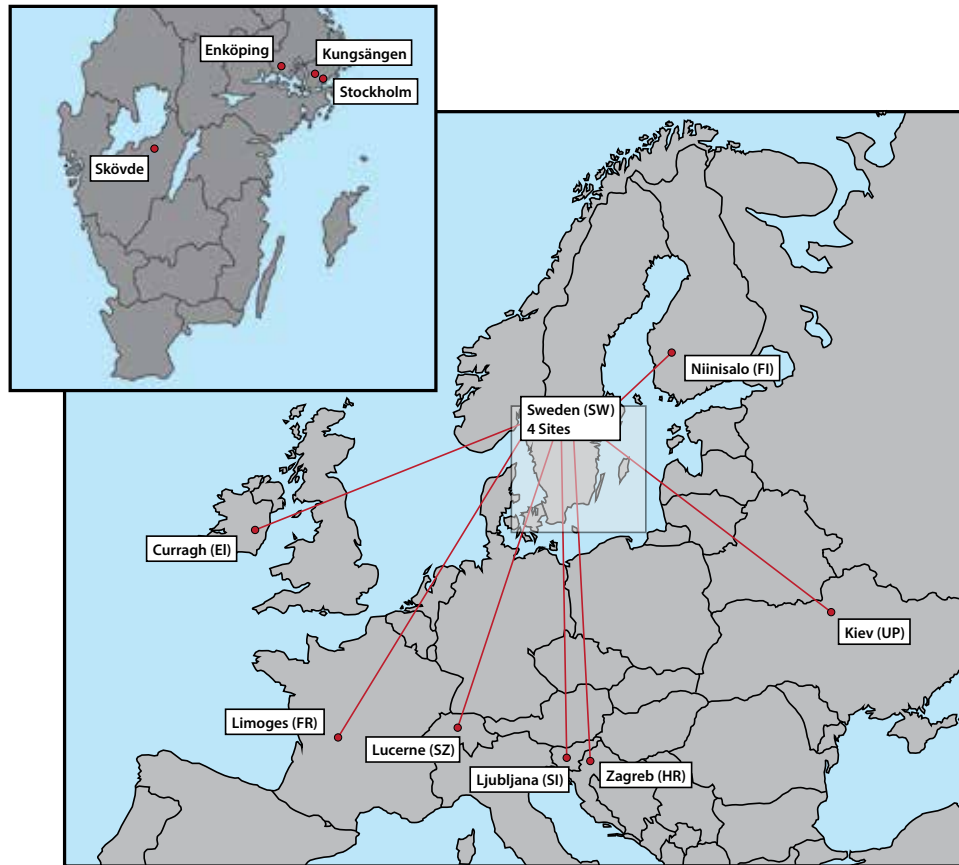 Enköping
Kungsängen
Stockholm
Skövde
Niinisalo (FI)
Sweden (SW)
4 Sites
Curragh (EI)
Kiev (UP)
Limoges (FR)
Lucerne (SZ)
Ljubljana (SI)
Zagreb (HR)